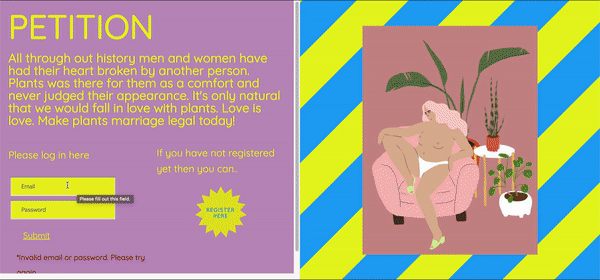 PETITION
All through out history men and women have
had their heart broken by another person.
Plants was there for them as a comfort and
never judged their appearance. It's only natural
that we would fall in love with plants. Love is
love. Make plants marriage legal today!
Please log in here
If you have not registered
yet then you can.
Email
Please fill out this field.
Password
REGISTER
HERE
Submit
*Invalid email or password. Please try
again